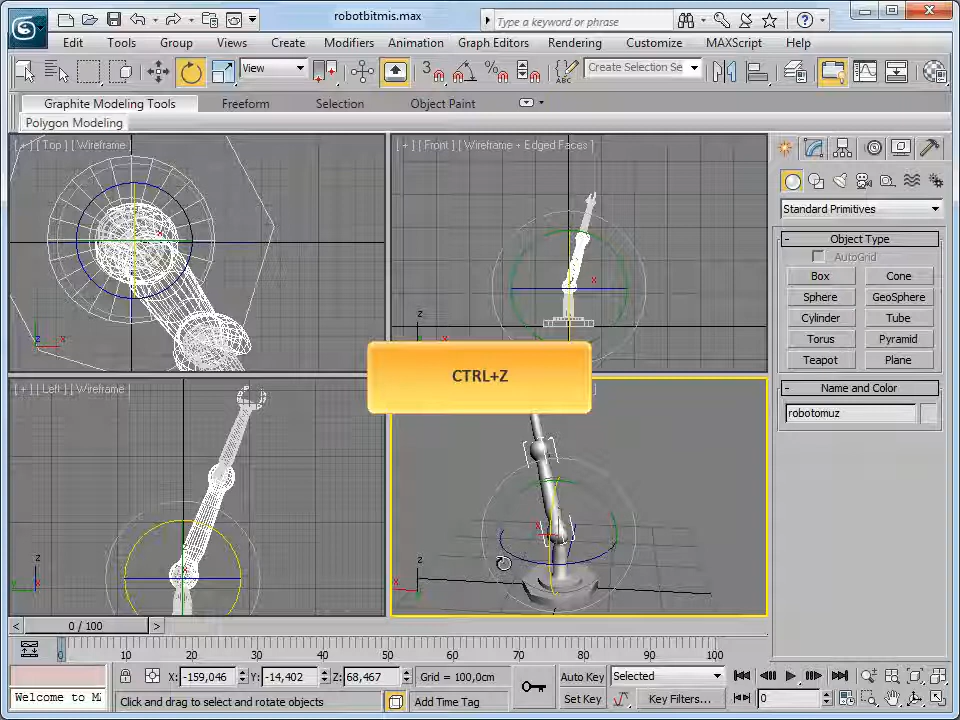 robotbitmis.max
Type a keyword or phrase
Edit Tools Group Views Create Modifiers Animation Graph Editors Rendering Customize MAXScript Help
View
3
%
ABC
Create Selection Se
Graphite Modeling Tools Freeform Selection Object Paint
Polygon Modeling
[ + ] [ Top ] [ Wireframe ]
[ + ] [ Front ] [ Wireframe + Edged Faces ]
Standard Primitives
Object Type
AutoGrid
Box Cone
Sphere GeoSphere
Cylinder Tube
Torus Pyramid
Teapot Plane
Name and Color
robotomuz
CTRL+Z
[ + ] [ Left ] [ Wireframe ]
0 / 100
0 10 20 30 40 50 60 70 80 90 100
X: -159,046 Y: -14,402 Z: 68,467 Grid = 100,0cm
Auto Key Selected
Welcome to M
Click and drag to select and rotate objects
Add Time Tag
Set Key Key Filters...
0